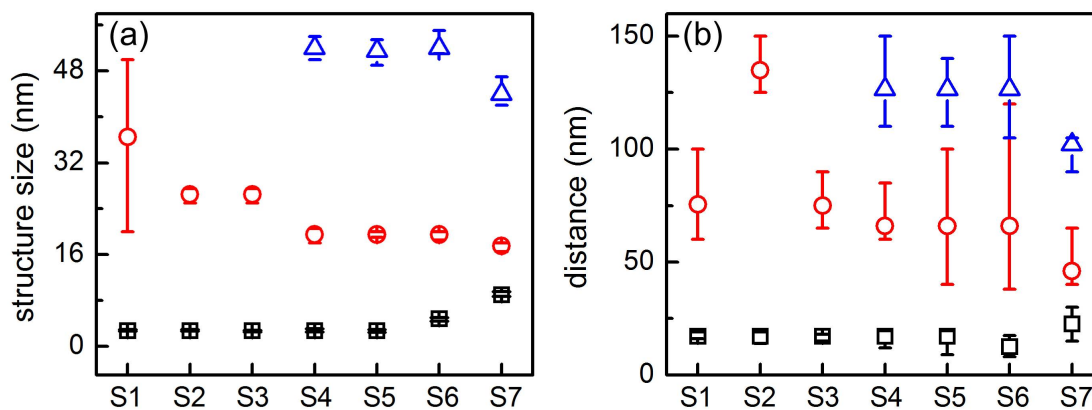 (a)
structure size (nm)
48
32
16
0
S1 S2 S3 S4 S5 S6 S7
(b)
distance (nm)
150
100
50
0
S1 S2 S3 S4 S5 S6 S7